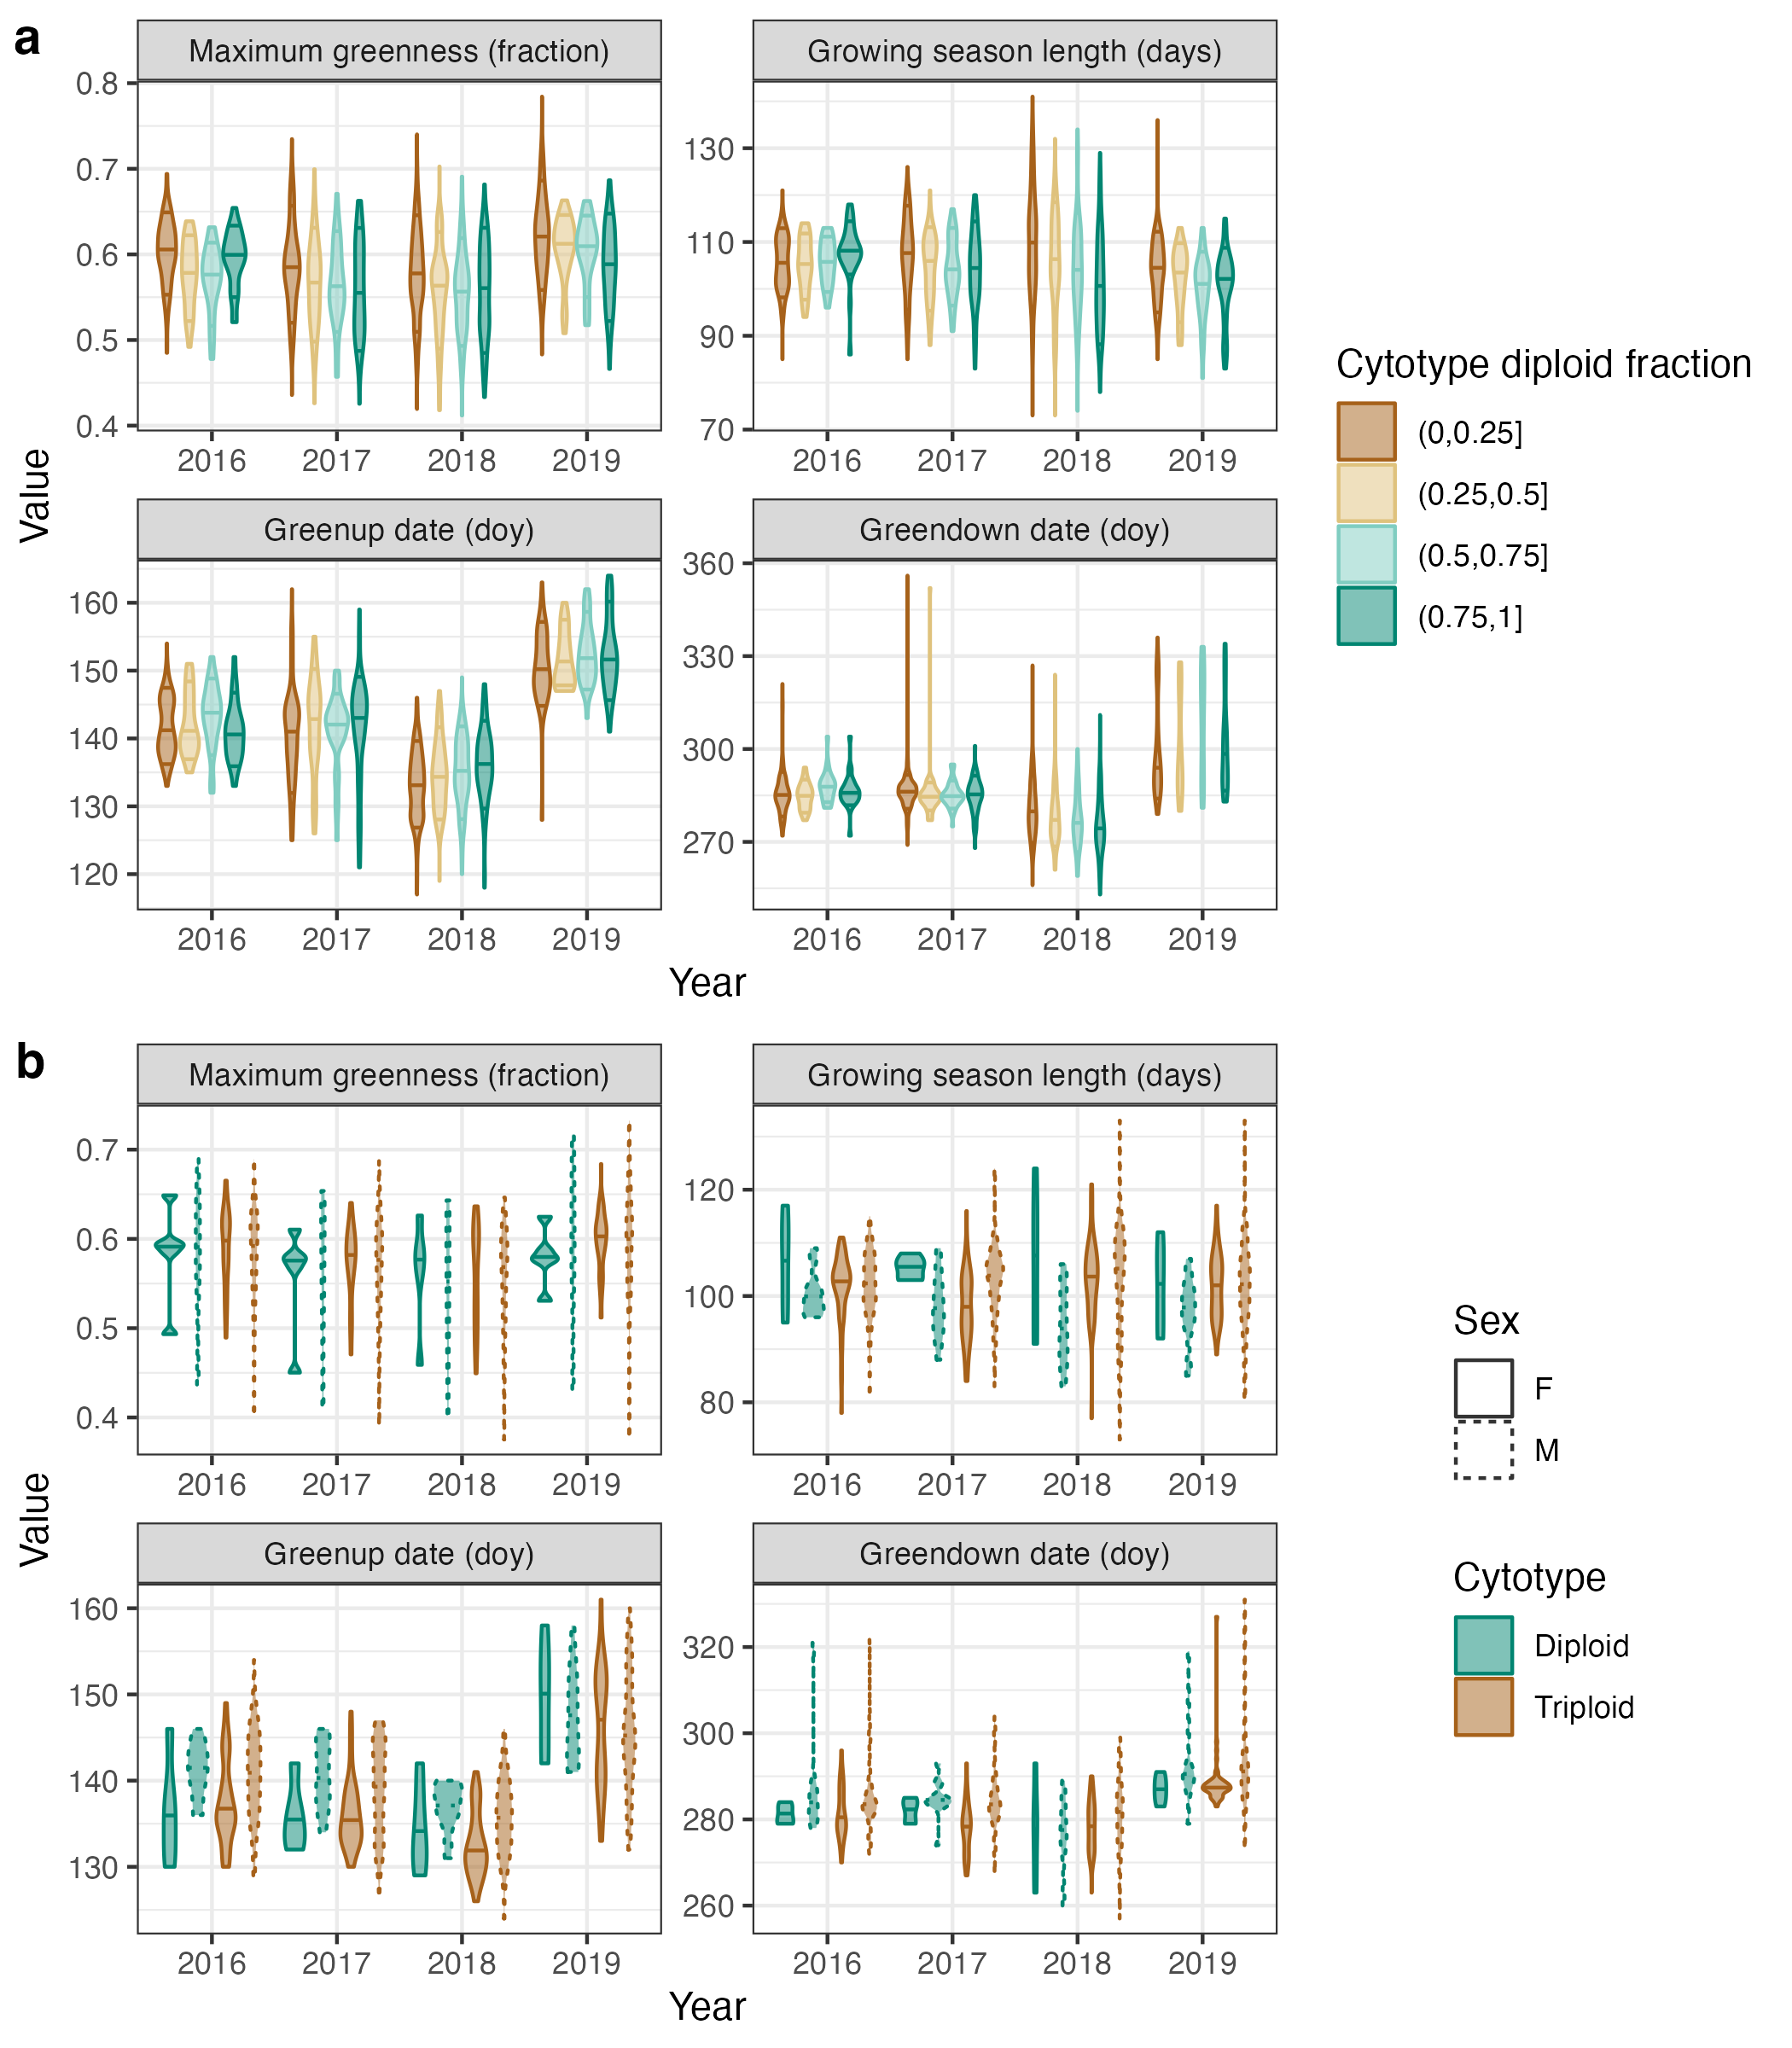 a
Maximum greenness (fraction)
Growing season length (days)
0.8
0.7
0.6
0.5
0.4
130
110
90
70
2016 2017 2018 2019
2016 2017 2018 2019
Value
Greenup date (doy)
Greendown date (doy)
160
150
140
130
120
360
330
300
270
2016 2017 2018 2019
2016 2017 2018 2019
Year
Cytotype diploid fraction
(0,0.25]
(0.25,0.5]
(0.5,0.75]
(0.75,1]
b
Maximum greenness (fraction)
Growing season length (days)
0.7
0.6
0.5
0.4
120
100
80
2016 2017 2018 2019
2016 2017 2018 2019
Value
Greenup date (doy)
Greendown date (doy)
160
150
140
130
320
300
280
260
2016 2017 2018 2019
2016 2017 2018 2019
Year
Sex
F
M
Cytotype
Diploid
Triploid